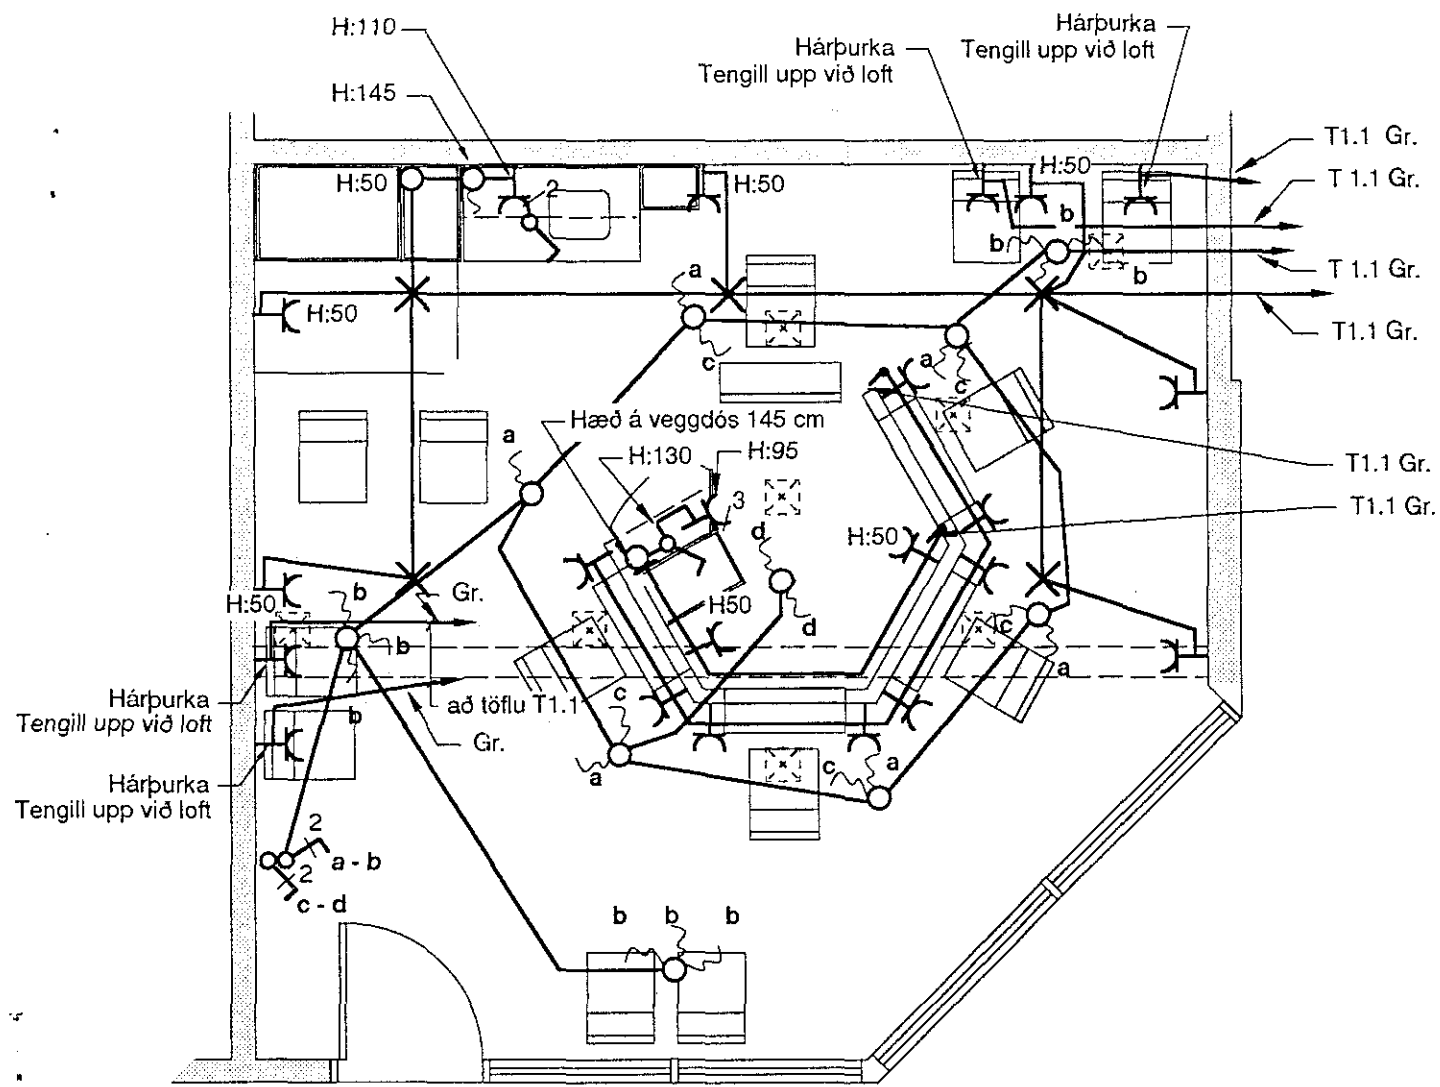 H:110
Hárþurka
Tengill upp við loft
Hárþurka
Tengill upp við loft
H:145
T1.1 Gr.
T 1.1 Gr.
H:50
2
H:50
H:50
b
b
b
T 1.1 Gr.
a
H:50
T1.1 Gr.
c
a
c
Hæð á veggdós 145 cm
a
H:130
H:95
T1.1 Gr.
3
T1.1 Gr.
H:50
d
b
Gr.
H:50
H50
c
d
b
a
c
Hárþurka
Tengill upp við loft
b
að töflu T1.1
Gr.
a
c
a
Hárþurka
Tengill upp við loft
2
a - b
2
c - d
b
b
b